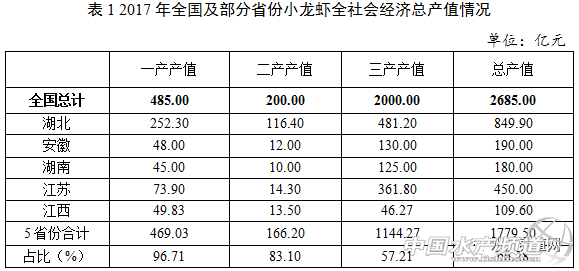 表 1 2017 年全国及部分省份小龙虾全社会经济总产值情况
单位：亿元
一产产值 二产产值 三产产值 总产值
全国总计 485.00 200.00 2000.00 2685.00
湖北 252.30 116.40 481.20 849.90
安徽 48.00 12.00 130.00 190.00
湖南 45.00 10.00 125.00 180.00
江苏 73.90 14.30 361.80 450.00
江西 49.83 13.50 46.27 109.60
5 省份合计 469.03 166.20 1144.27 1779.50
占比（%） 96.71 83.10 57.21
中国水产频道